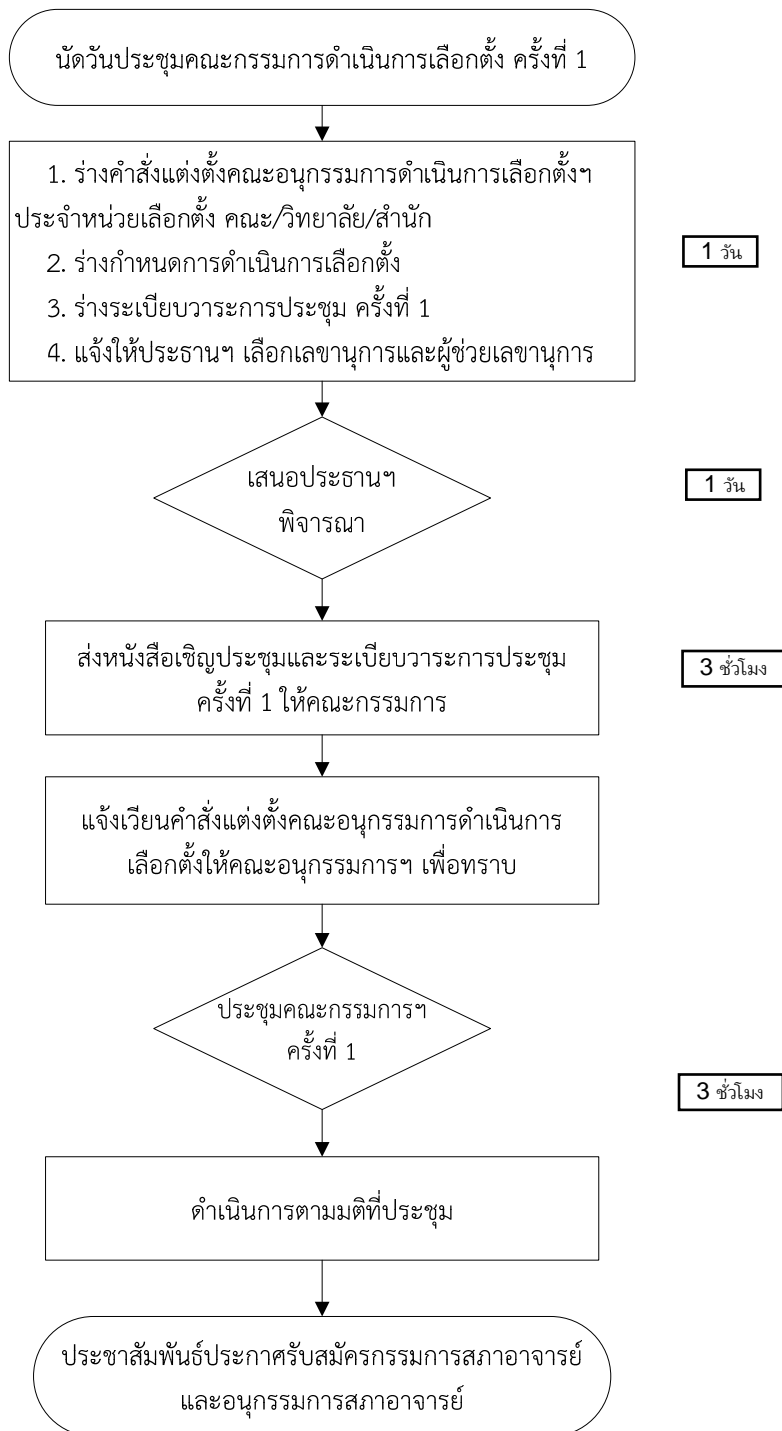 นัดวันประชุมคณะกรรมการดำเนินการเลือกตั้ง ครั้งที่ 1
1. ร่างคำสั่งแต่งตั้งคณะอนุกรรมการดำเนินการเลือกตั้งฯ
ประจำหน่วยเลือกตั้ง คณะ/วิทยาลัย/สำนัก
2. ร่างกำหนดการดำเนินการเลือกตั้ง
3. ร่างระเบียบวาระการประชุม ครั้งที่ 1
4. แจ้งให้ประธานฯ เลือกเลขานุการและผู้ช่วยเลขานุการ
1 วัน
เสนอประธานฯ
พิจารณา
1 วัน
ส่งหนังสือเชิญประชุมและระเบียบวาระการประชุม
ครั้งที่ 1 ให้คณะกรรมการ
3 ชั่วโมง
แจ้งเวียนคำสั่งแต่งตั้งคณะอนุกรรมการดำเนินการ
เลือกตั้งให้คณะอนุกรรมการฯ เพื่อทราบ
ประชุมคณะกรรมการฯ
ครั้งที่ 1
3 ชั่วโมง
ดำเนินการตามมติที่ประชุม
ประชาสัมพันธ์ประกาศรับสมัครกรรมการสภาอาจารย์
และอนุกรรมการสภาอาจารย์